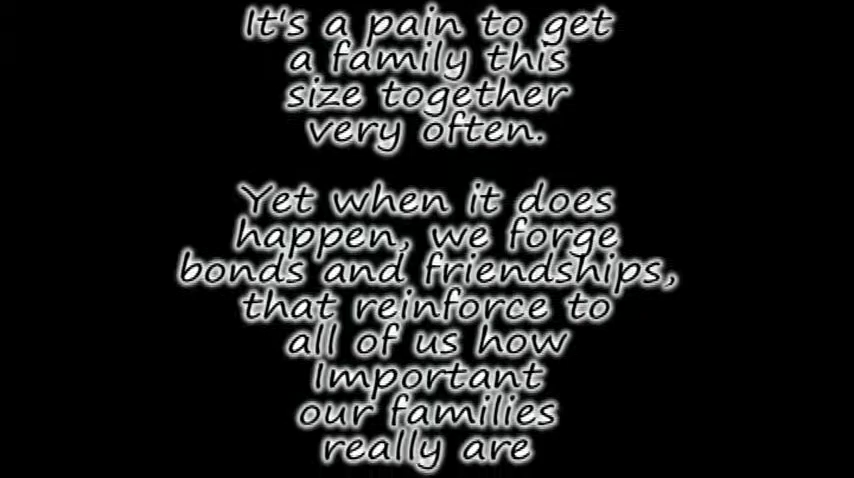 It's a pain to get
a family this
size together
very often.
Yet when it does
happen, we forge
bonds and friendships,
that reinforce to
all of us how
Important
our families
really are